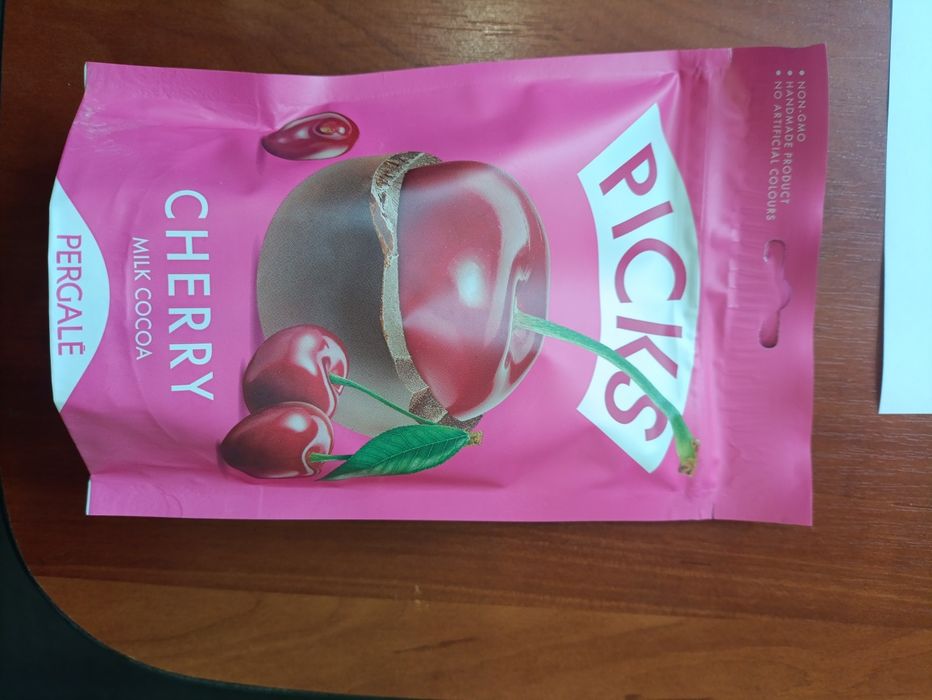 • NON-GMO
• HANDMADE PRODUCT
• NO ARTIFICIAL COLOURS
PICKS
CHERRY
MILK COCOA
PERGALĖ